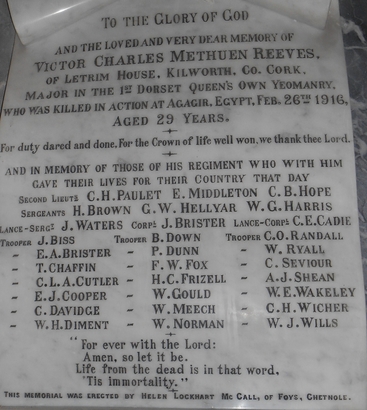 TO THE GLORY OF GOD
AND THE LOVED AND VERY DEAR MEMORY OF
VICTOR CHARLES METHUEN REEVES,
OF LETRIM HOUSE, KILWORTH, CO. CORK,
MAJOR IN THE 1ST DORSET QUEEN'S OWN YEOMANRY,
WHO WAS KILLED IN ACTION AT AGAGIR, EGYPT, FEB. 26TH 1916,
AGED 29 YEARS.
For duty dared and done. For the Crown of life well won, we thank thee Lord.
AND IN MEMORY OF THOSE OF HIS REGIMENT WHO WITH HIM
GAVE THEIR LIVES FOR THEIR COUNTRY THAT DAY
SECOND LIEUTS C.H. PAULET E. MIDDLETON C.B. HOPE
SERGEANTS H. BROWN G.W. HELLYAR W.G. HARRIS
LANCE-SERGT J. WATERS CORPL J. BRISTER LANCE-CORPL C.E. CADIE
TROOPER J. BISS TROOPER B. DOWN TROOPER C.O. RANDALL
" E.A. BRISTER " P. DUNN " W. RYALL
" T. CHAFFIN " F.W. FOX " C. SEVIOUR
" C.L.A. CUTLER " H.C. FRIZELL " A.J. SHEAN
" E.J. COOPER " W. GOULD " W.E. WAKELEY
" C. DAVIDGE " W. MEECH " C.H. WICHER
" W.H. DIMENT " W. NORMAN " W.J. WILLS
"For ever with the Lord:
Amen, so let it be.
Life from the dead is in that word,
'Tis immortality."
THIS MEMORIAL WAS ERECTED BY HELEN LOCKHART MC CALL, OF FOYS, CHETNOLE.